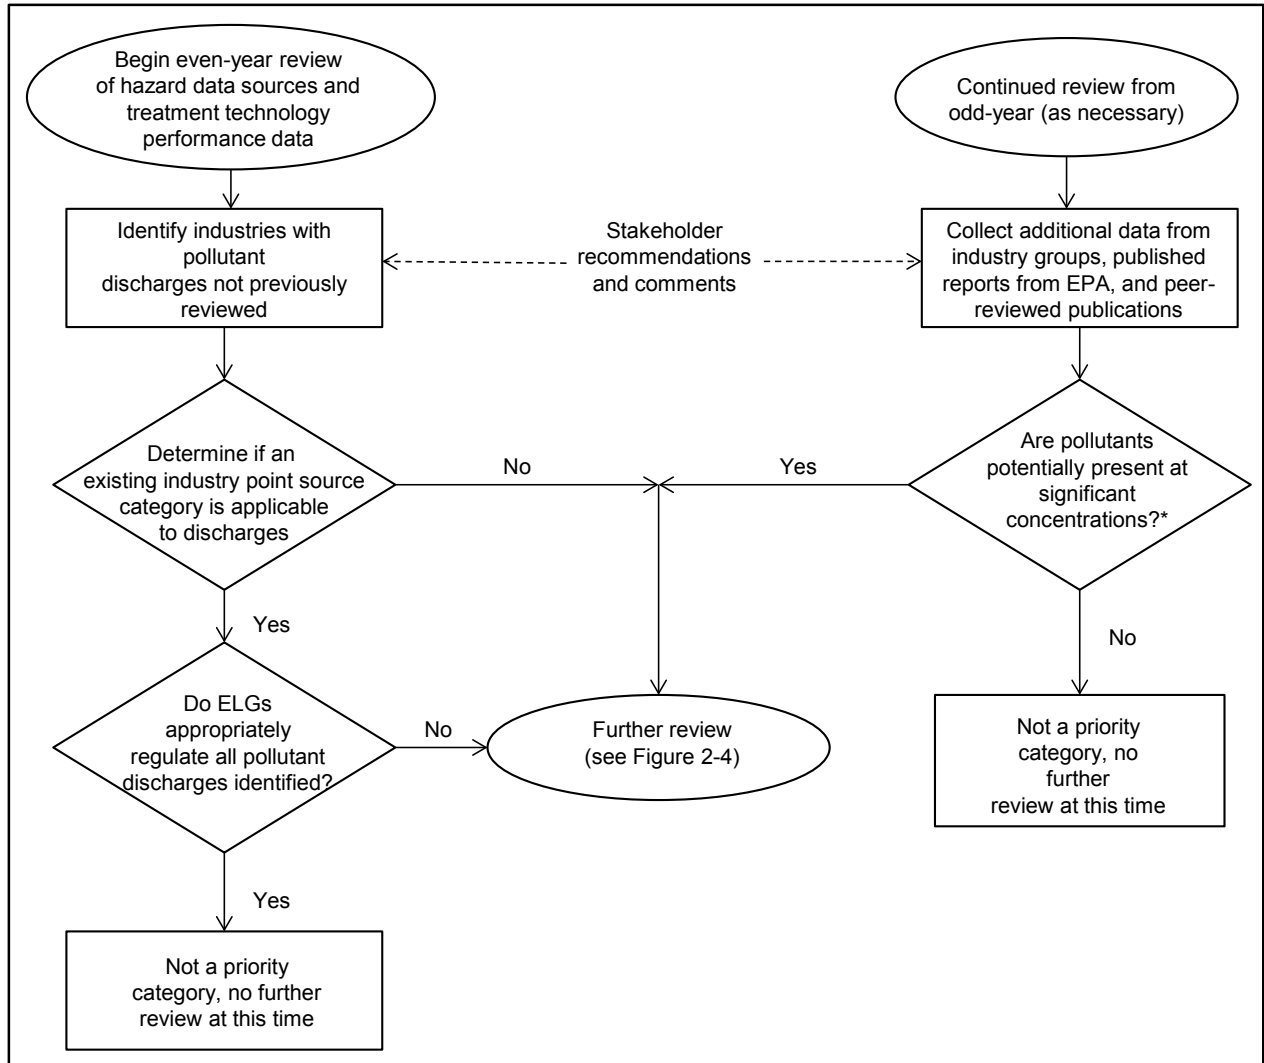 Begin even-year review
of hazard data sources and
treatment technology
performance data
Continued review from
odd-year (as necessary)
Identify industries with
pollutant
discharges not previously
reviewed
Stakeholder
recommendations
and comments
Collect additional data from
industry groups, published
reports from EPA, and peer-
reviewed publications
Determine if an
existing industry point source
category is applicable
to discharges
No
Yes
Are pollutants
potentially present at
significant
concentrations?*
Yes
No
Do ELGs
appropriately
regulate all pollutant
discharges identified?
No
Further review
(see Figure 2-4)
Not a priority
category, no
further
review at this time
Yes
Not a priority
category, no further
review at this time